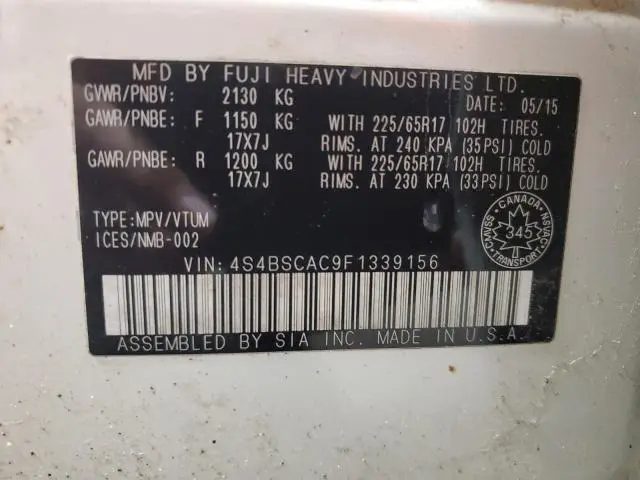 MFD BY FUJI HEAVY INDUSTRIES LTD.
GVWR/PNBV: 2130 KG DATE: 05/15
GAWR/PNBE: F 1150 KG WITH 225/65R17 102H TIRES.
17X7J RIMS. AT 240 KPA (35PSI) COLD
GAWR/PNBE: R 1200 KG WITH 225/65R17 102H TIRES.
17X7J RIMS. AT 230 KPA (33PSI) COLD
TYPE:MPV/VTUM
ICES/NMB-002
CANADA
CMVSS NSVAC
345
TRANSPORT
VIN:4S4BSCAC9F1339156
ASSEMBLED BY SIA INC. MADE IN U.S.A.